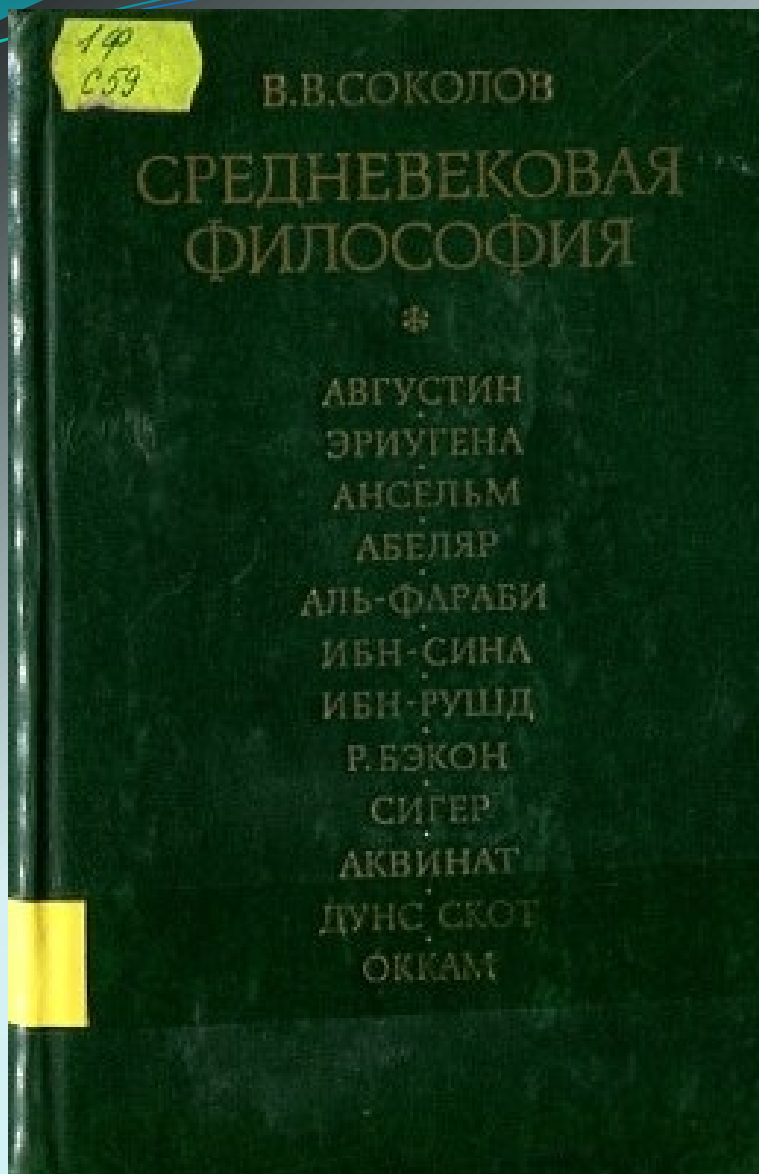 1Ф
С59
В.В.СОКОЛОВ
СРЕДНЕВЕКОВАЯ
ФИЛОСОФИЯ
АВГУСТИН
ЭРИУГЕНА
АНСЕЛЬМ
АБЕЛЯР
АЛЬ-ФАРАБИ
ИБН-СИНА
ИБН-РУШД
Р.БЭКОН
СИГЕР
АКВИНАТ
ДУНС СКОТ
ОККАМ